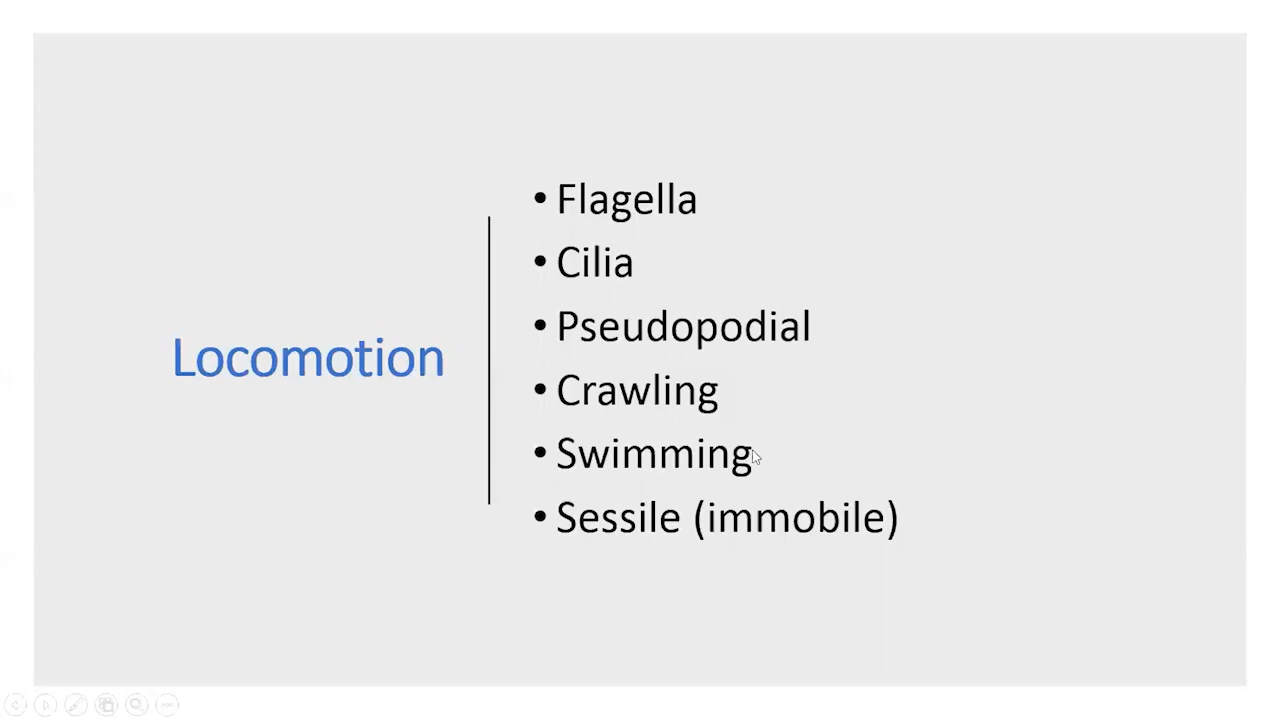 Locomotion
• Flagella
• Cilia
• Pseudopodial
• Crawling
• Swimming
• Sessile (immobile)